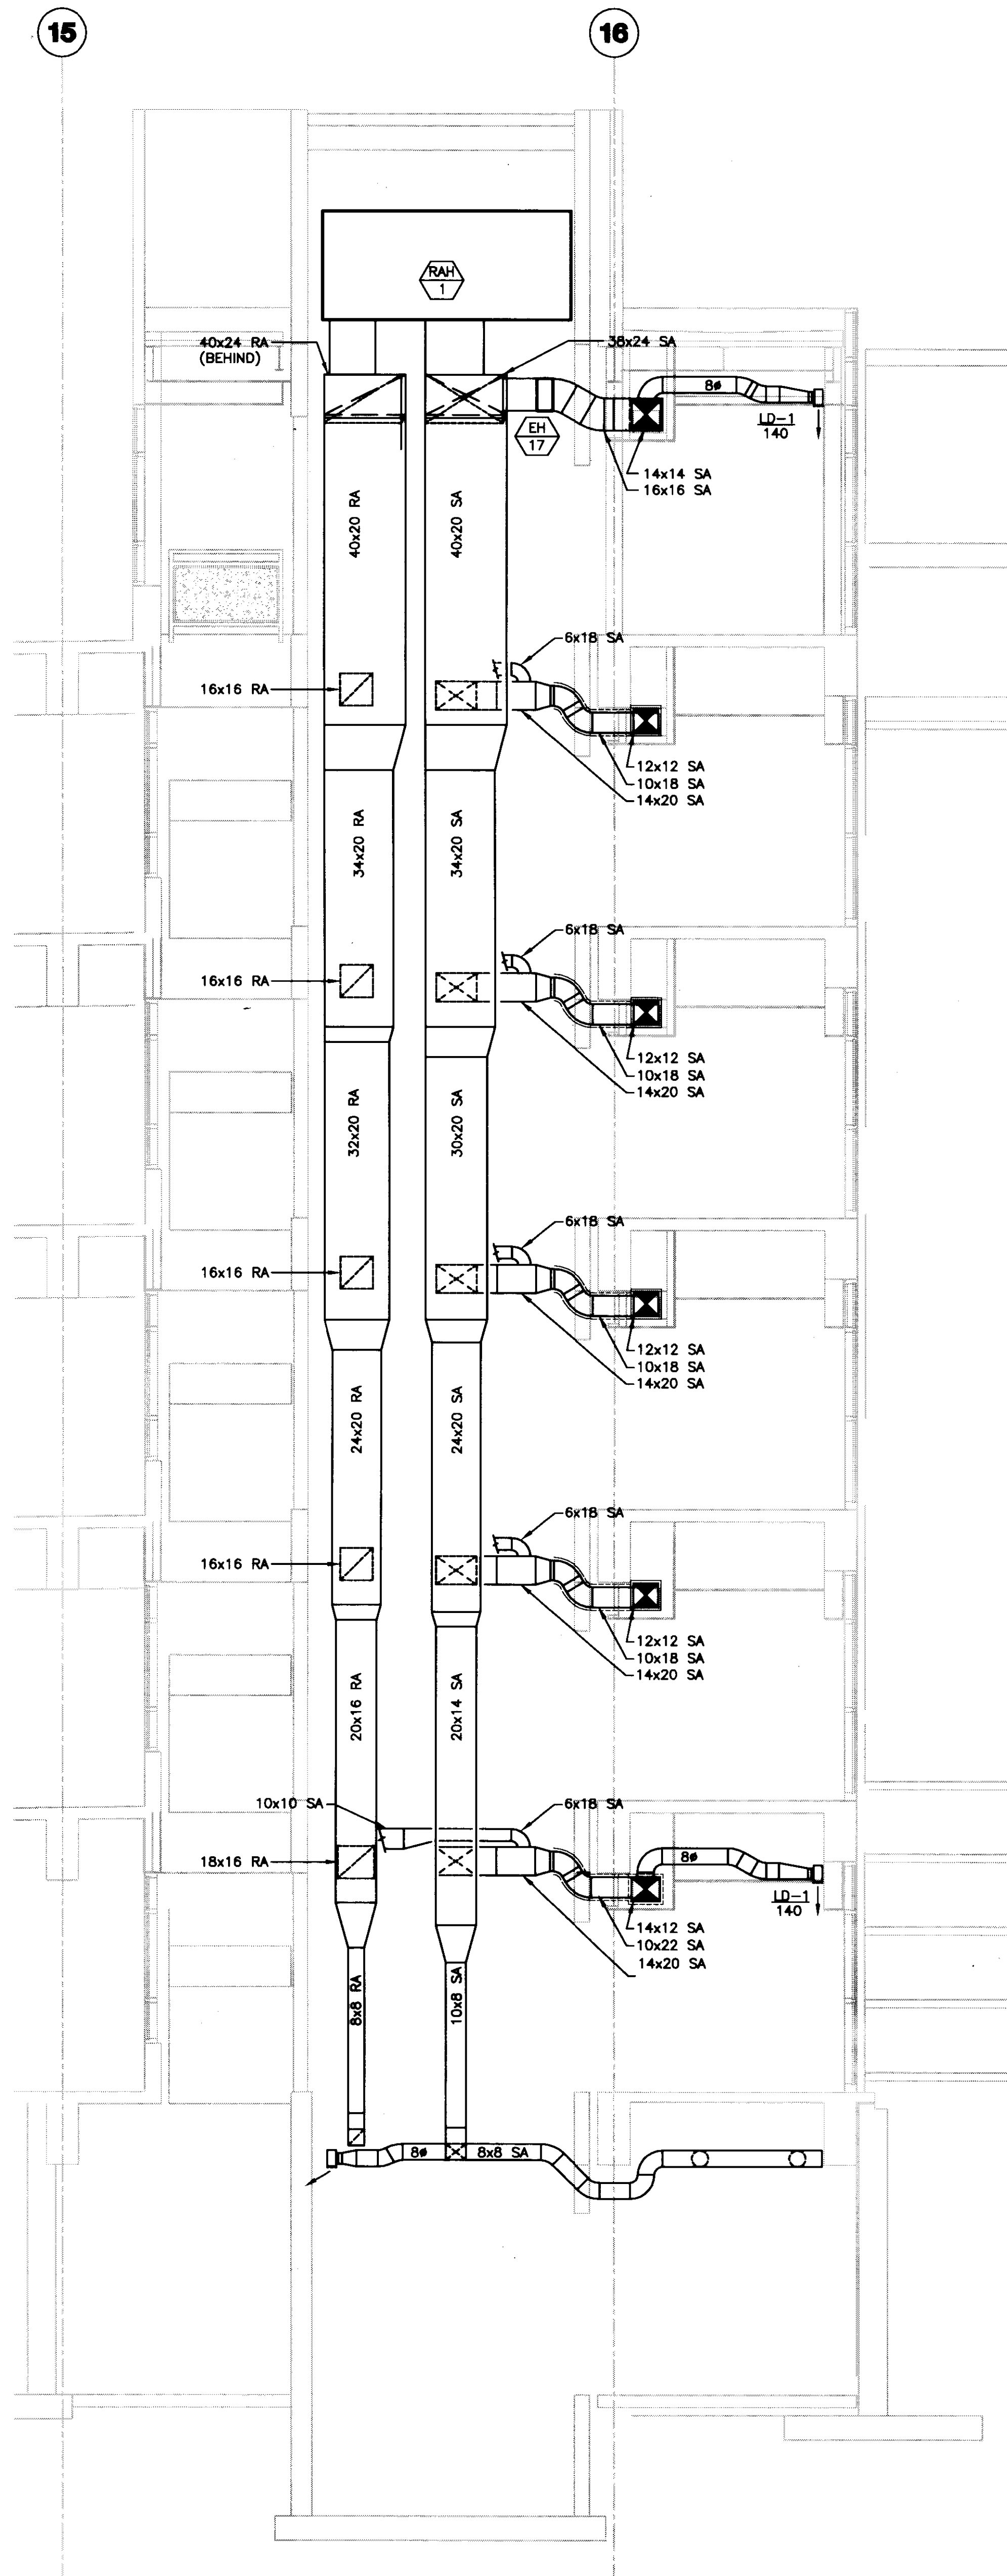 15
16
RAH
1
40x24 RA
(BEHIND)
38x24 SA
8ø
LD-1
140
EH
17
14x14 SA
16x16 SA
40x20 RA
40x20 SA
6x18 SA
16x16 RA
12x12 SA
10x18 SA
14x20 SA
34x20 RA
34x20 SA
6x18 SA
16x16 RA
12x12 SA
10x18 SA
14x20 SA
32x20 RA
30x20 SA
6x18 SA
16x16 RA
12x12 SA
10x18 SA
14x20 SA
24x20 RA
24x20 SA
6x18 SA
16x16 RA
12x12 SA
10x18 SA
14x20 SA
20x16 RA
20x14 SA
10x10 SA
6x18 SA
18x16 RA
8ø
LD-1
140
14x12 SA
10x22 SA
14x20 SA
8x8 RA
10x8 SA
8ø
8x8 SA